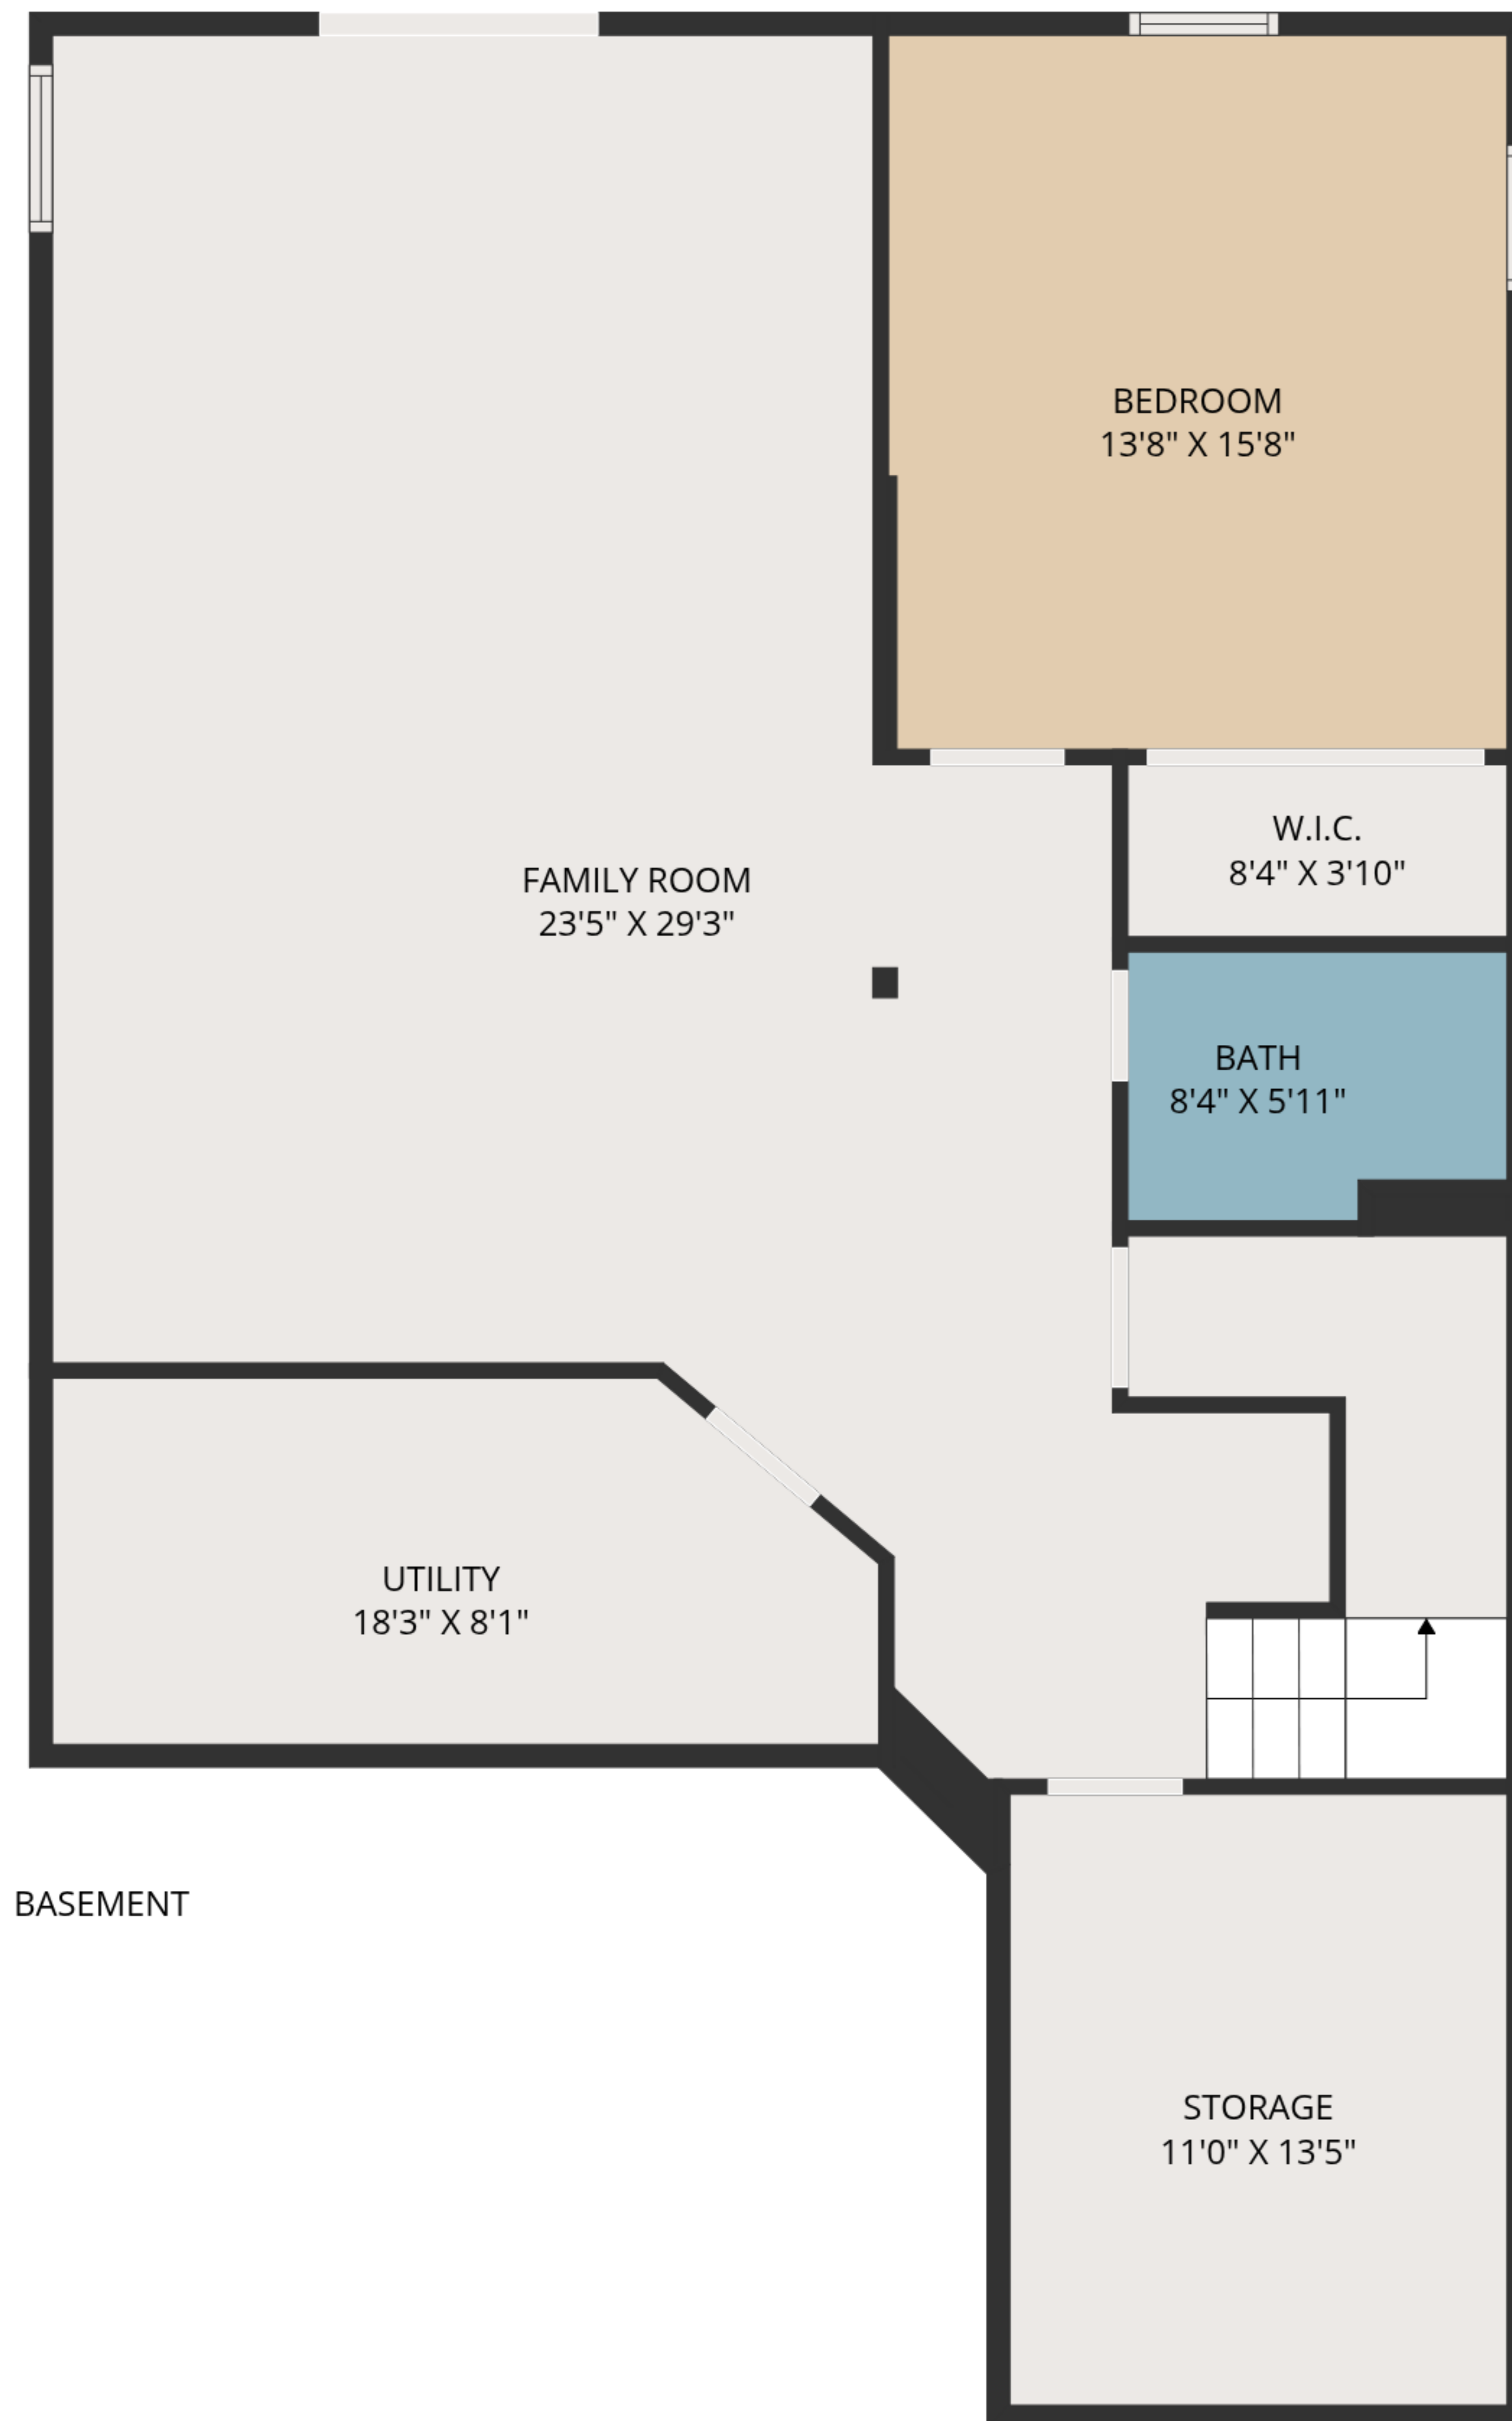 BEDROOM
13'8" X 15'8"
W.I.C.
8'4" X 3'10"
FAMILY ROOM
23'5" X 29'3"
BATH
8'4" X 5'11"
UTILITY
18'3" X 8'1"
BASEMENT
STORAGE
11'0" X 13'5"